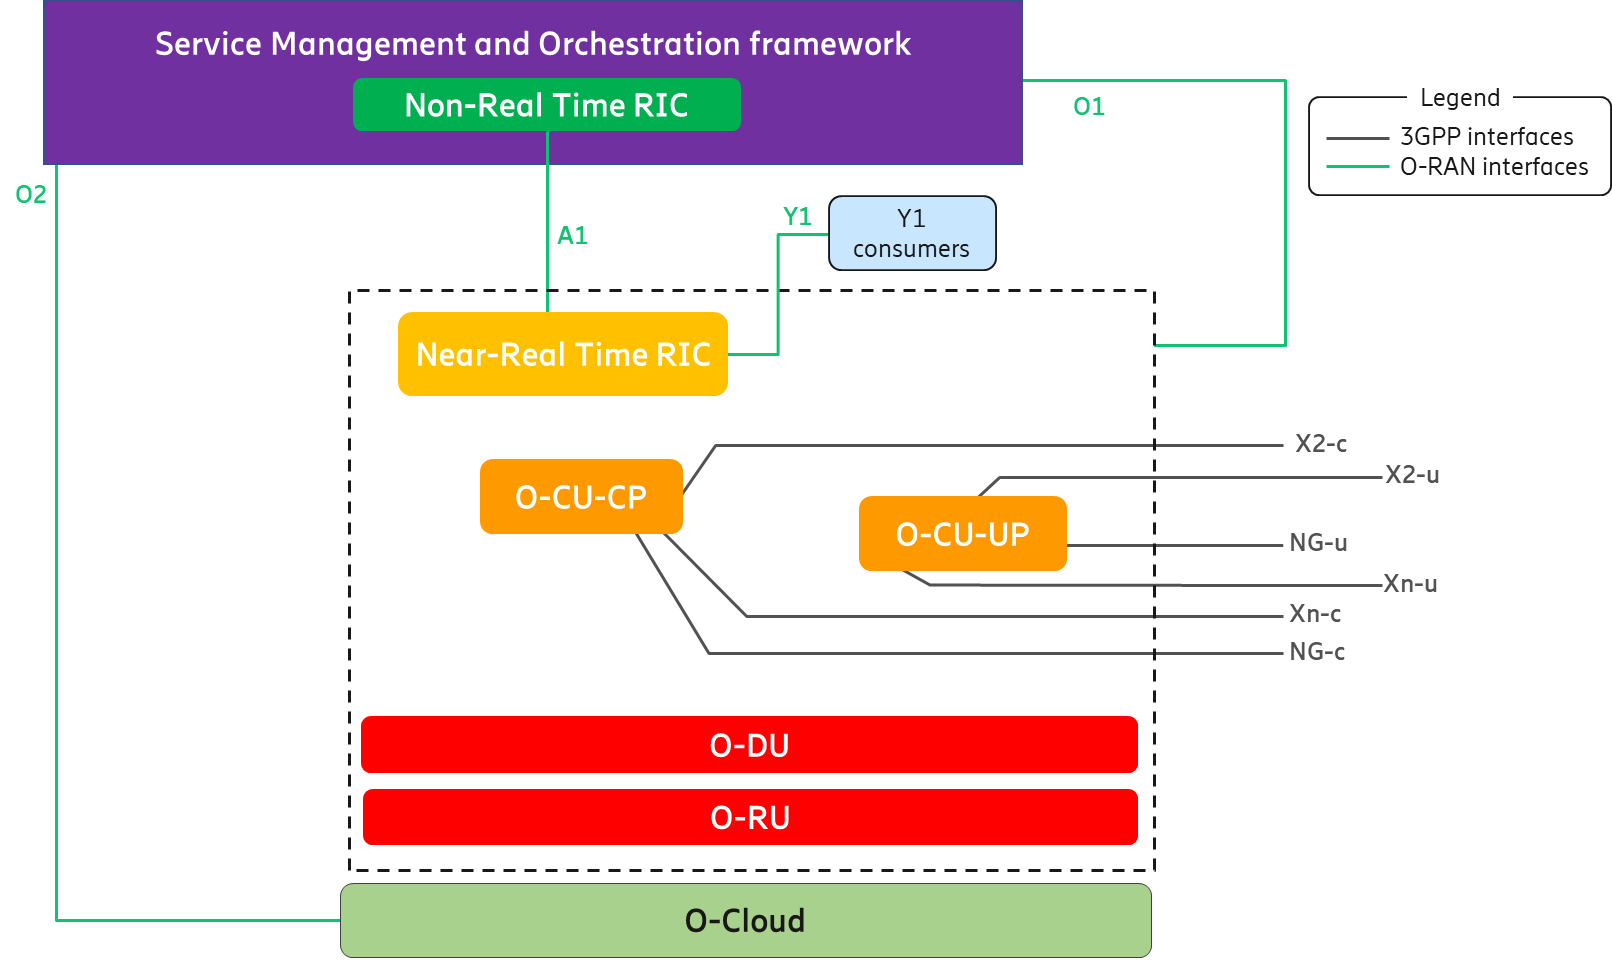 Service Management and Orchestration framework
Non-Real Time RIC
O1
Legend
3GPP interfaces
O-RAN interfaces
O2
A1
Y1
Y1
consumers
Near-Real Time RIC
X2-c
X2-u
O-CU-CP
O-CU-UP
NG-u
Xn-u
Xn-c
NG-c
O-DU
O-RU
O-Cloud